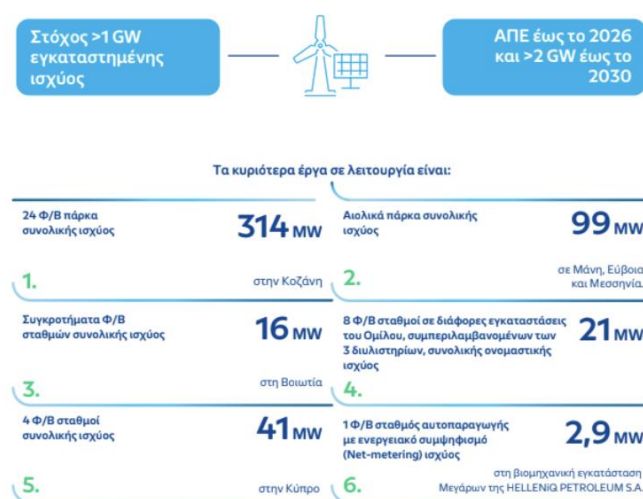 Στόχος >1 GW
εγκαταστημένης
ισχύος
ΑΠΕ έως το 2026
και >2 GW έως το
2030
Τα κυριότερα έργα σε λειτουργία είναι:
24 Φ/Β πάρκα
συνολικής ισχύος
314 MW
1.
στην Κοζάνη
Αιολικά πάρκα συνολικής
ισχύος
99 MW
2.
σε Μάνη, Εύβοια
και Μεσσηνία.
Συγκροτήματα Φ/Β
σταθμών συνολικής ισχύος
16 MW
3.
στη Βοιωτία
8 Φ/Β σταθμοί σε διάφορες εγκαταστάσεις
του Ομίλου, συμπεριλαμβανομένων των
3 διυλιστηρίων, συνολικής ονομαστικής
ισχύος
21 MW
4.
4 Φ/Β σταθμοί
συνολικής ισχύος
41 MW
5.
στην Κύπρο
1 Φ/Β σταθμός αυτοπαραγωγής
με ενεργειακό συμψηφισμό
(Net-metering) ισχύος
2,9 MW
6.
στη βιομηχανική εγκατάσταση
Μεγάρων της HELLENiQ PETROLEUM S.A.